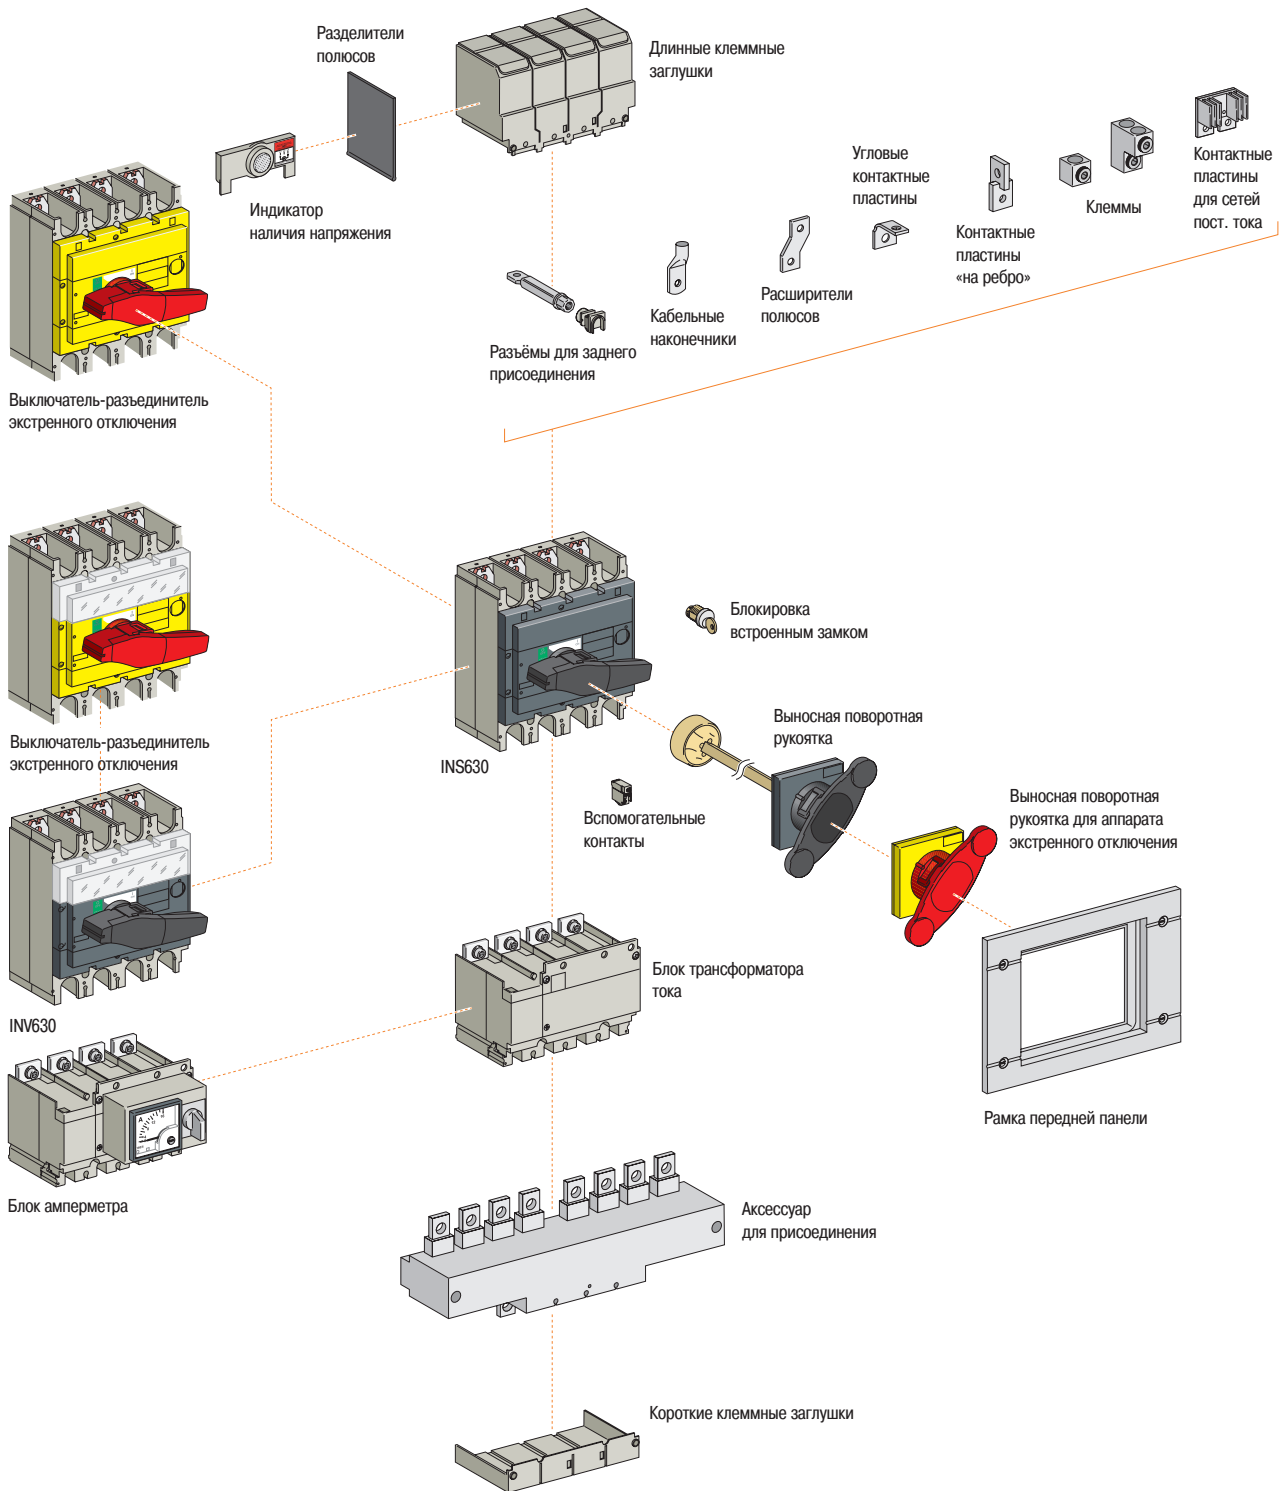 Разделители
полюсов
Длинные клеммные
заглушки
Индикатор
наличия напряжения
Угловые
контактные
пластины
Контактные
пластины
«на ребро»
Клеммы
Контактные
пластины
для сетей
пост. тока
Разъёмы для заднего
присоединения
Кабельные
наконечники
Расширители
полюсов
Выключатель-разъединитель
экстренного отключения
Блокировка
встроенным замком
Выключатель-разъединитель
экстренного отключения
INS630
Выносная поворотная
рукоятка
Вспомогательные
контакты
Выносная поворотная
рукоятка для аппарата
экстренного отключения
INV630
Блок трансформатора
тока
Рамка передней панели
A
Блок амперметра
Аксессуар
для присоединения
Короткие клеммные заглушки